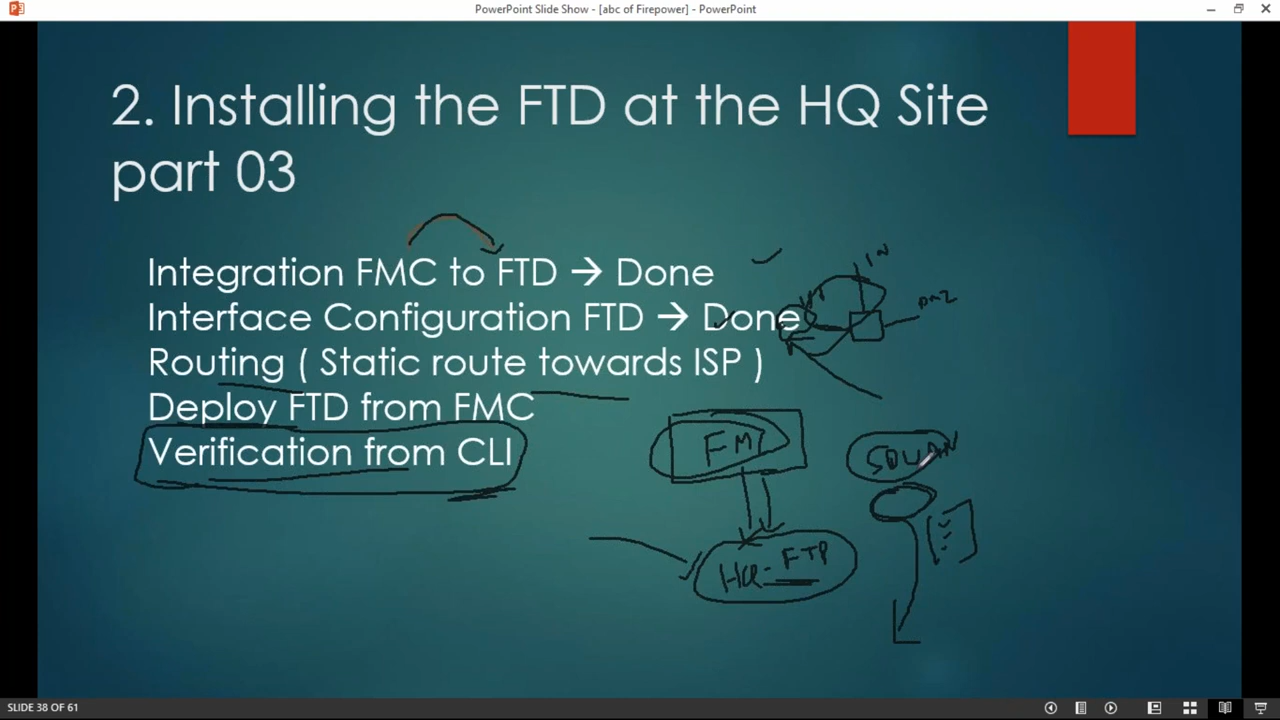 PowerPoint Slide Show - [abc of Firepower] - PowerPoint
2. Installing the FTD at the HQ Site
part 03
Integration FMC to FTD → Done
Interface Configuration FTD → Done
Routing ( Static route towards ISP )
Deploy FTD from FMC
Verification from CLI
IN
DMZ
FM
SDWAN
HQ-FTD
SLIDE 38 OF 61